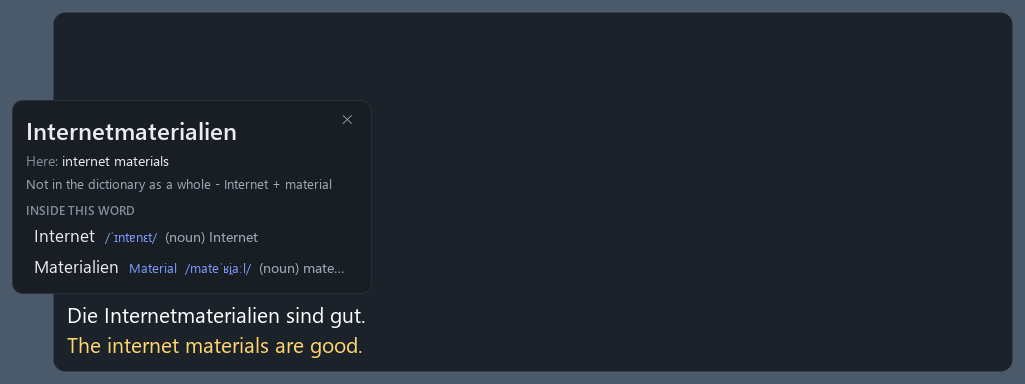 Internetmaterialien
Here: internet materials
Not in the dictionary as a whole - Internet + material
INSIDE THIS WORD
Internet /ˈɪntɐnɛt/ (noun) Internet
Materialien Material /mateˈʁi̯aːl/ (noun) mate...
Die Internetmaterialien sind gut.
The internet materials are good.